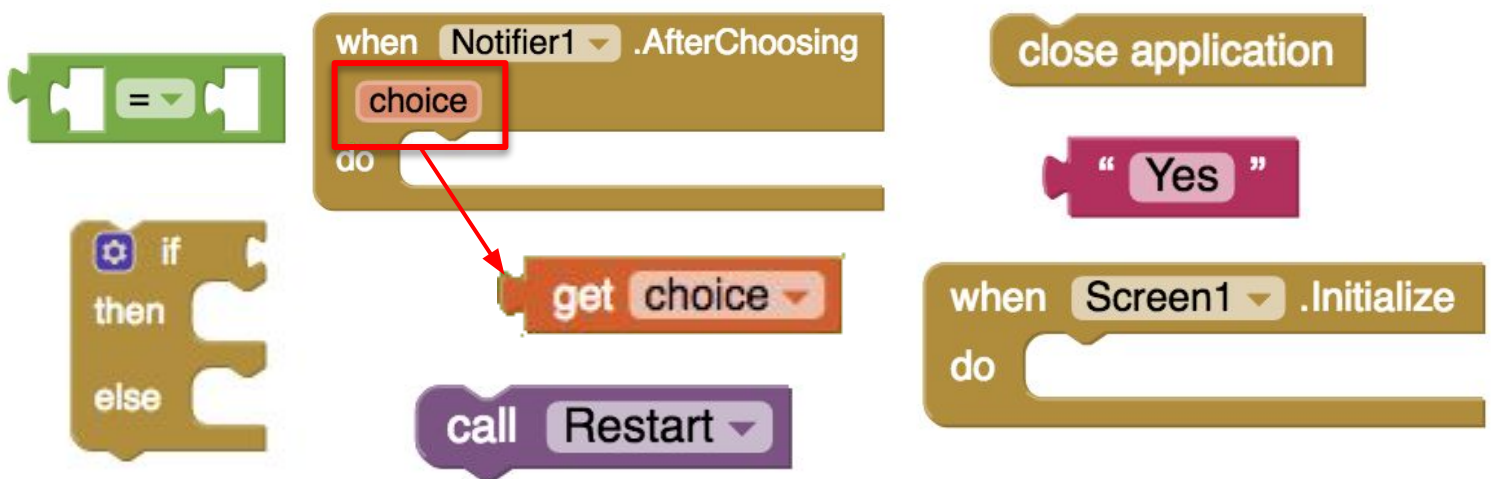 =
when Notifier1 .AfterChoosing
choice
do
close application
“ Yes ”
if
then
else
get choice
call Restart
when Screen1 .Initialize
do